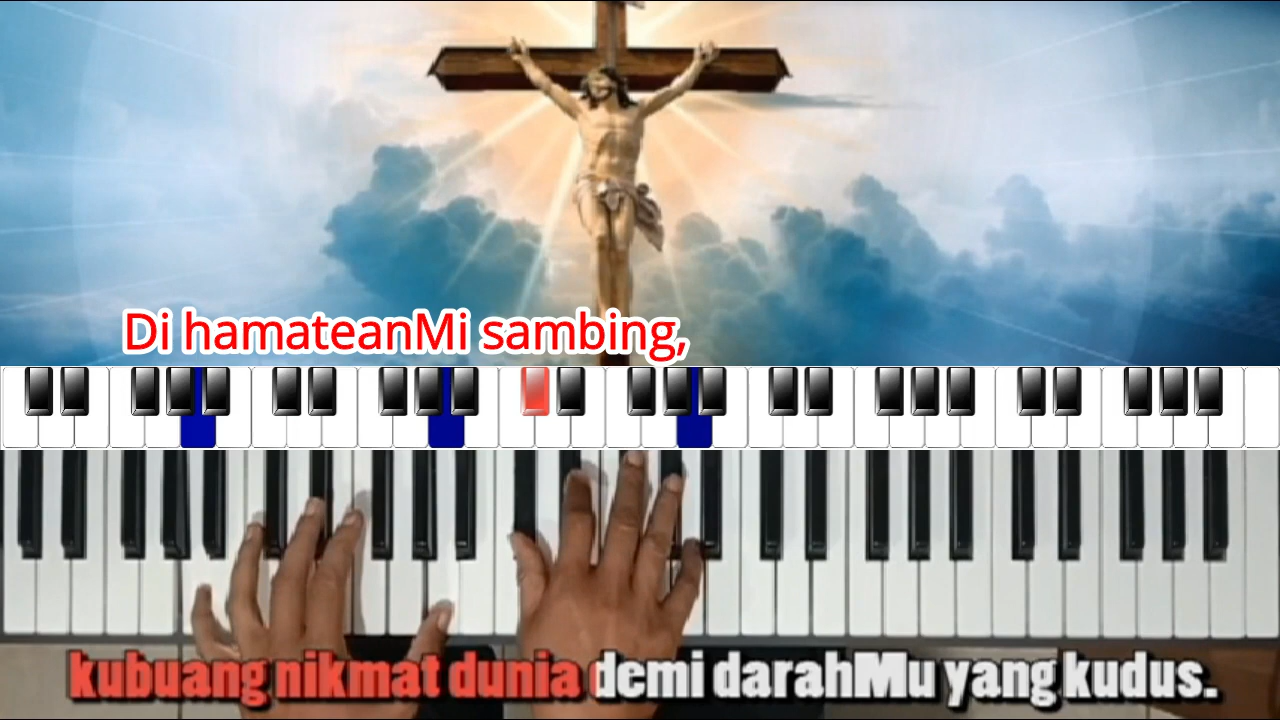 Di hamateanMi sambing,
kubuang nikmat dunia demi darahMu yang kudus.